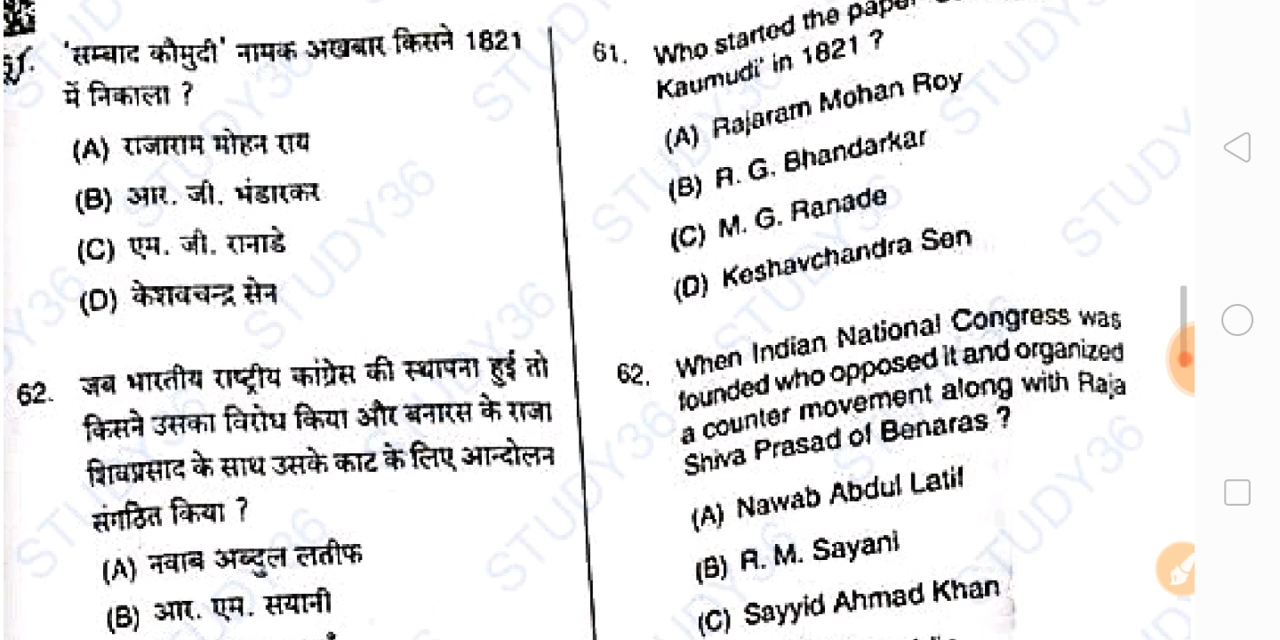 61. 'सम्वाद कौमुदी' नामक अखबार किसने 1821
में निकाला ?
(A) राजाराम मोहन राय
(B) आर. जी. भंडारकर
(C) एम. जी. रानाडे
(D) केशवचन्द्र सेन
62. जब भारतीय राष्ट्रीय कांग्रेस की स्थापना हुई तो
किसने उसका विरोध किया और बनारस के राजा
शिवप्रसाद के साथ उसके काट के लिए आन्दोलन
संगठित किया ?
(A) नवाब अब्दुल लतीफ
(B) आर. एम. सयानी
61. Who started the paper
Kaumudi' in 1821 ?
(A) Rajaram Mohan Roy
(B) R. G. Bhandarkar
(C) M. G. Ranade
(D) Keshavchandra Sen
62. When Indian National Congress was
founded who opposed it and organized
a counter movement along with Raja
Shiva Prasad of Benaras ?
(A) Nawab Abdul Latif
(B) R. M. Sayani
(C) Sayyid Ahmad Khan